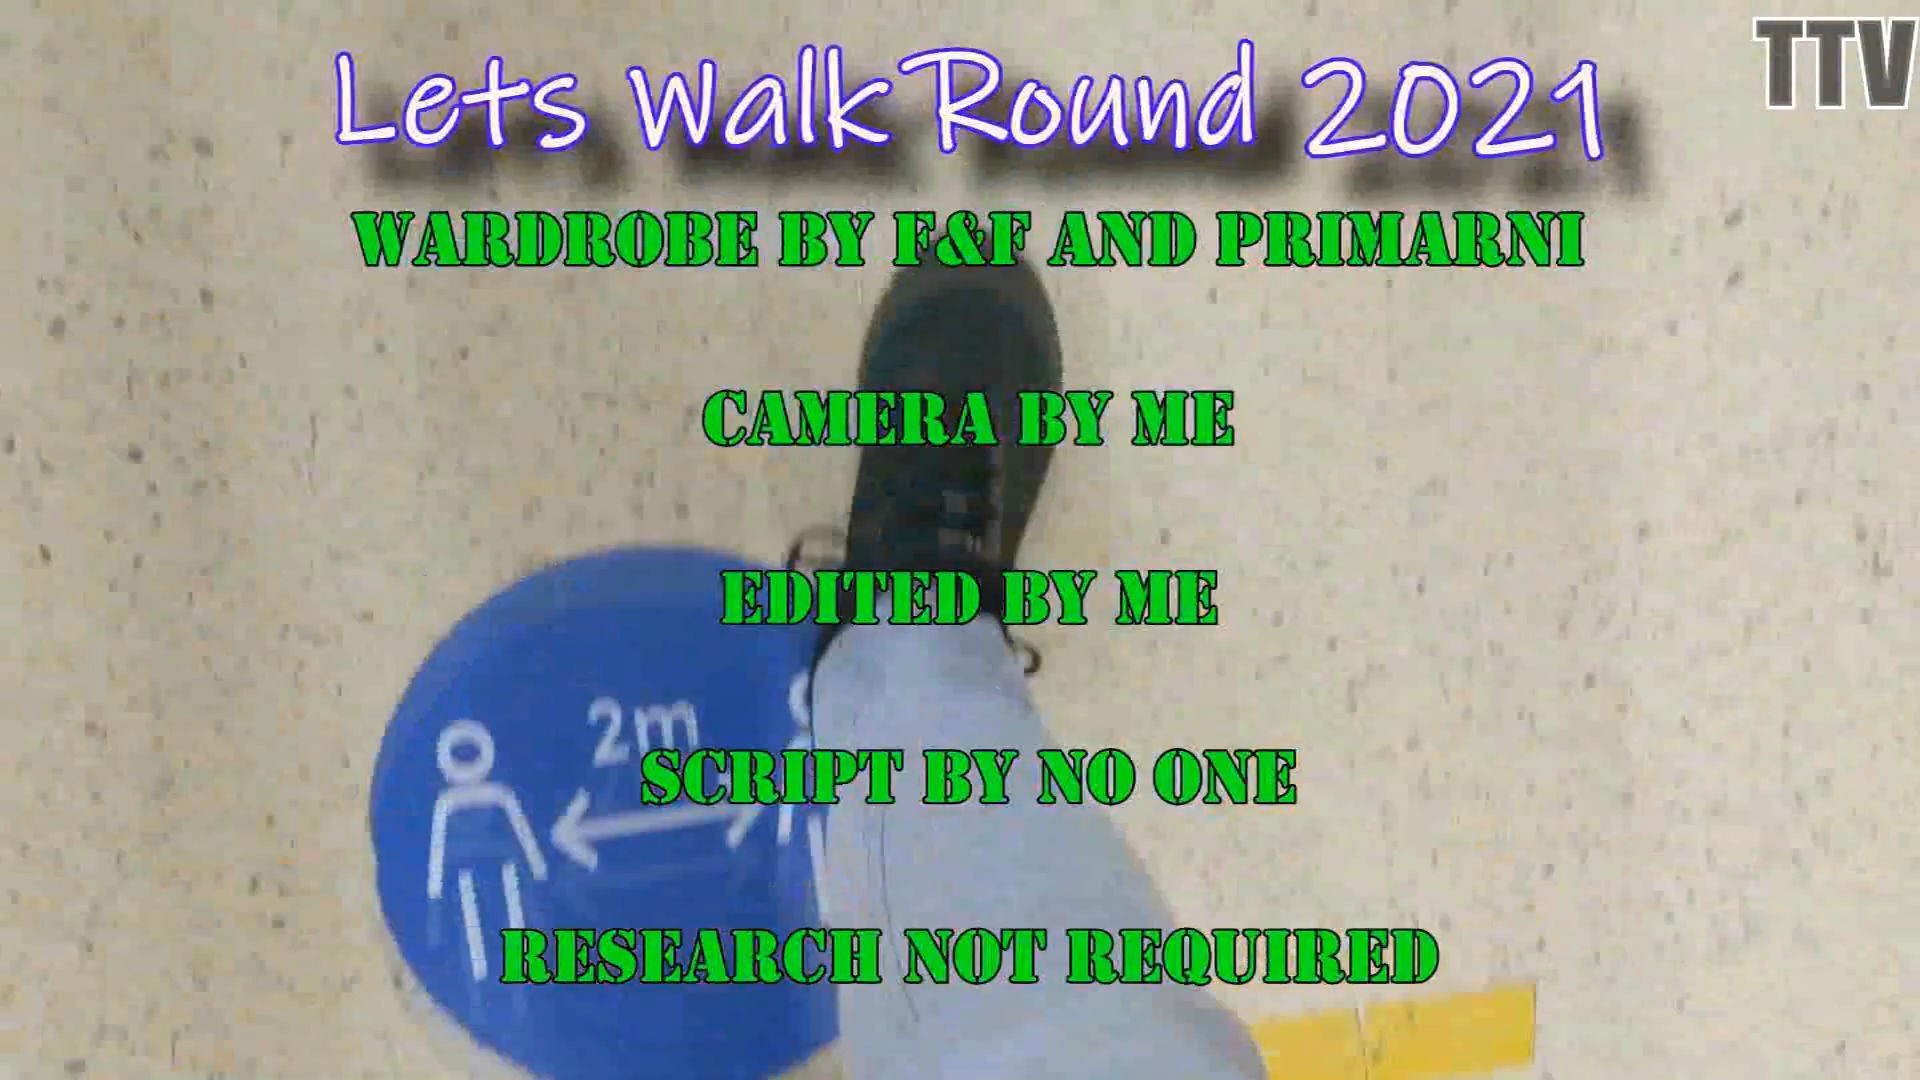 Lets Walk Round 2021
TTV
WARDROBE BY F&F AND PRIMARNI
CAMERA BY ME
EDITED BY ME
2m
SCRIPT BY NO ONE
RESEARCH NOT REQUIRED